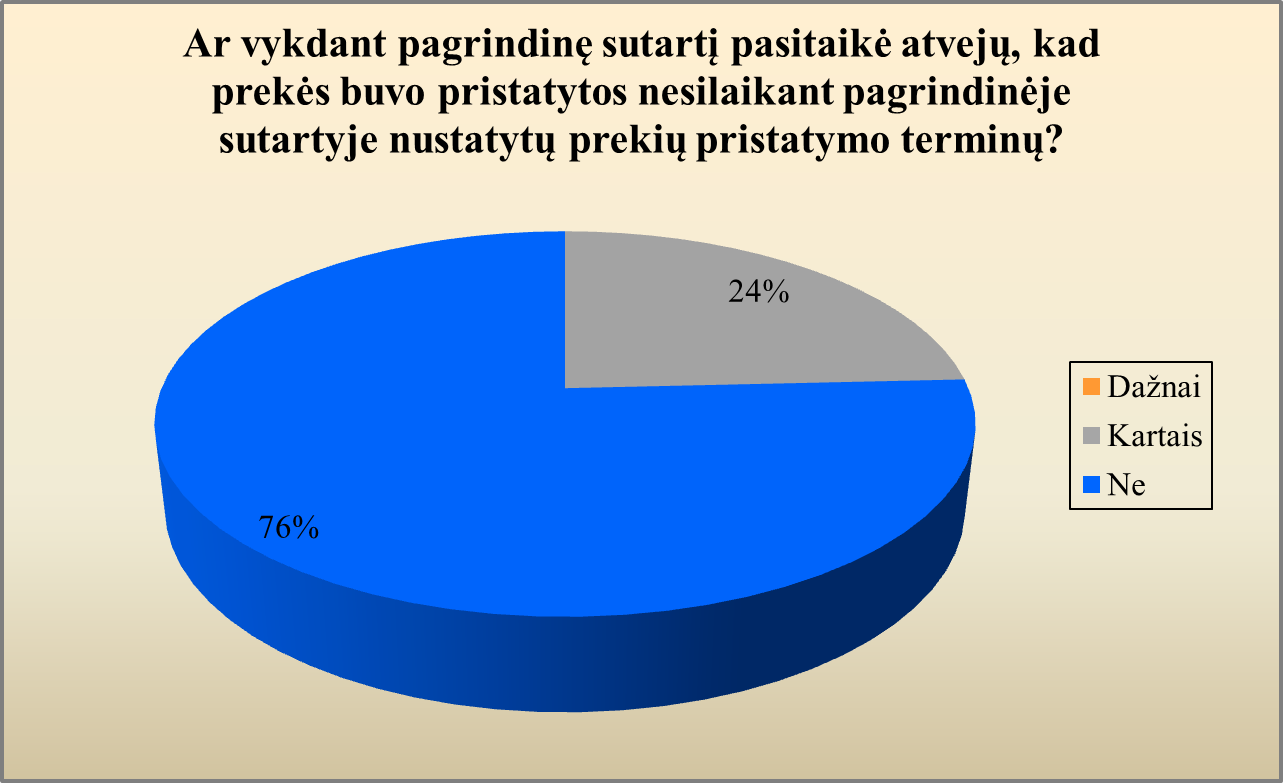 Ar vykdant pagrindinę sutartį pasitaikė atvejų, kad
prekės buvo pristatytos nesilaikant pagrindinėje
sutartyje nustatytų prekių pristatymo terminų?
24%
76%
Dažnai
Kartais
Ne